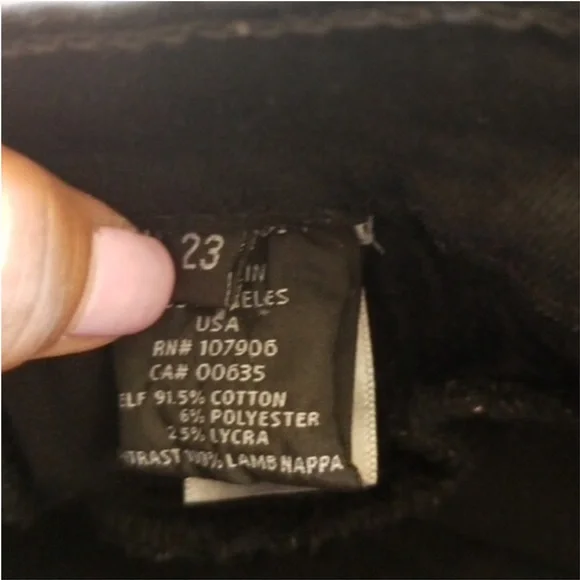 23
IN
ELES
USA
RN# 107906
CA# 00635
ELF 91.5% COTTON
6% POLYESTER
2.5% LYCRA
TRAST 100% LAMB NAPPA